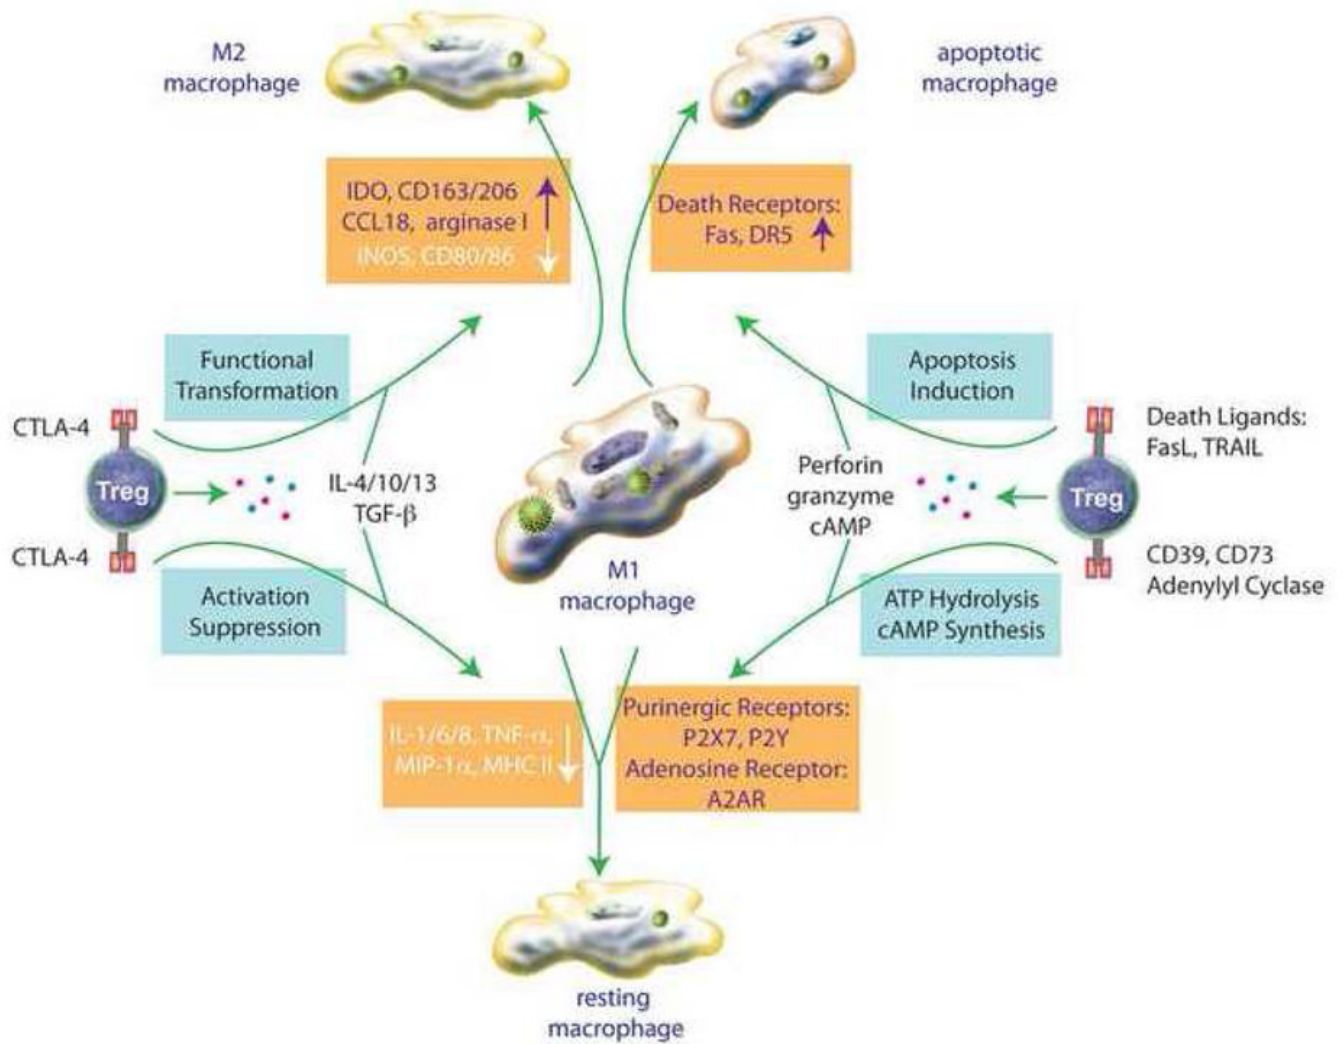 M2
macrophage
apoptotic
macrophage
IDO, CD163/206
CCL18, arginase I
iNOS, CD80/86
Death Receptors:
Fas, DR5
Functional
Transformation
Apoptosis
Induction
CTLA-4
Treg
CTLA-4
IL-4/10/13
TGF-β
Perforin
granzyme
cAMP
Death Ligands:
FasL, TRAIL
Treg
CD39, CD73
Adenylyl Cyclase
M1
macrophage
Activation
Suppression
ATP Hydrolysis
cAMP Synthesis
IL-1/6/8, TNF-α,
MIP-1α, MHC II
Purinergic Receptors:
P2X7, P2Y
Adenosine Receptor:
A2AR
resting
macrophage